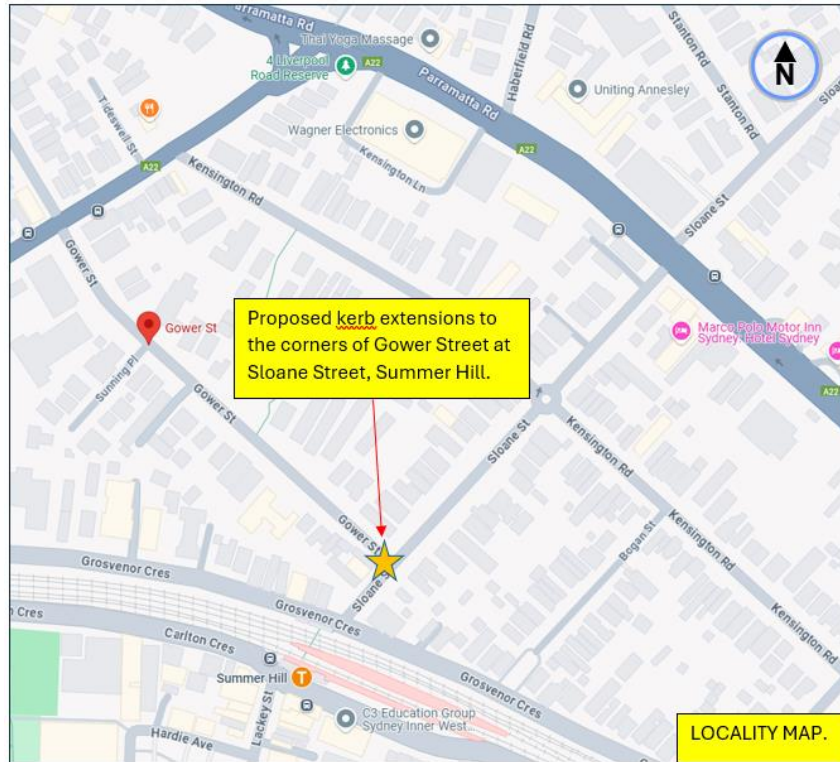 Parramatta Rd
Thai Yoga Massage
4 Liverpool
Road Reserve
A22
Parramatta Rd
Haberfield Rd
Stanton Rd
Stanton Rd
N
Uniting Annesley
Tideswell St
Wagner Electronics
Kensington Ln
A22
A22
Kensington Rd
Sloane St
Gower St
Gower St
Sunning Pl
Proposed kerb extensions to
the corners of Gower Street at
Sloane Street, Summer Hill.
Marco Polo Motor Inn
Sydney. Hotel Sydney
Gower St
Sloane St
Kensington Rd
Gower St
Bogan St
Kensington Rd
Kensington Rd
Grosvenor Cres
Sloane S
Grosvenor Cres
Cres
Carlton Cres
Summer Hill
T
Grosvenor Cres
Lackey St
C3 Education Group
Sydney Inner West...
Hardie Ave
LOCALITY MAP.